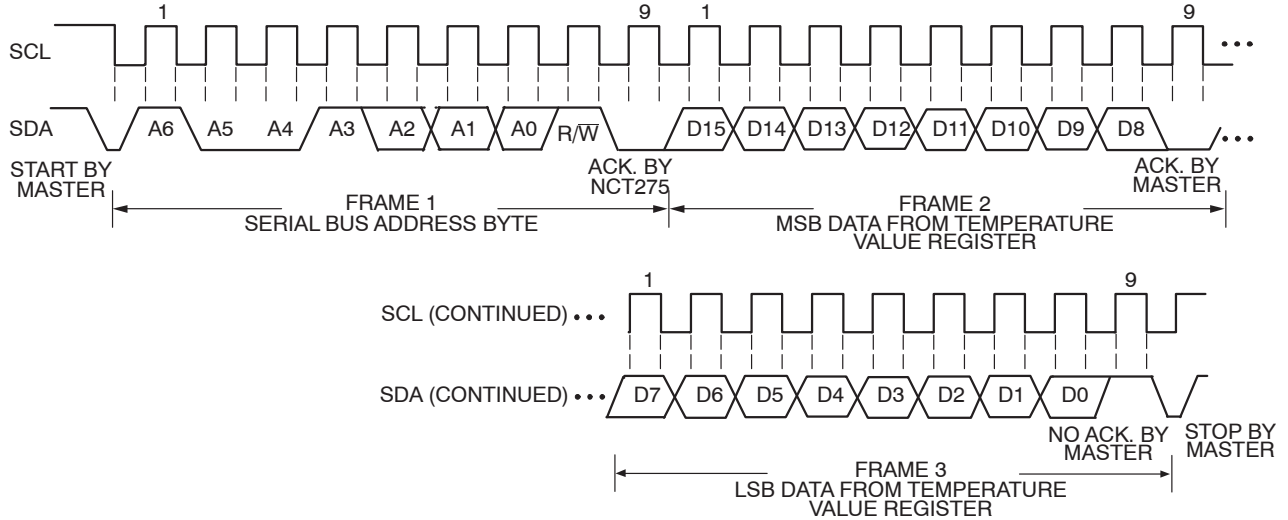 1 9 1 9
SCL
SDA A6 A5 A4 A3 A2 A1 A0 R/W̅ D15 D14 D13 D12 D11 D10 D9 D8
START BY
MASTER
ACK. BY
NCT275
ACK. BY
MASTER
FRAME 1
SERIAL BUS ADDRESS BYTE
FRAME 2
MSB DATA FROM TEMPERATURE
VALUE REGISTER
1 9
SCL (CONTINUED)
SDA (CONTINUED) D7 D6 D5 D4 D3 D2 D1 D0
NO ACK. BY
MASTER
STOP BY
MASTER
FRAME 3
LSB DATA FROM TEMPERATURE
VALUE REGISTER